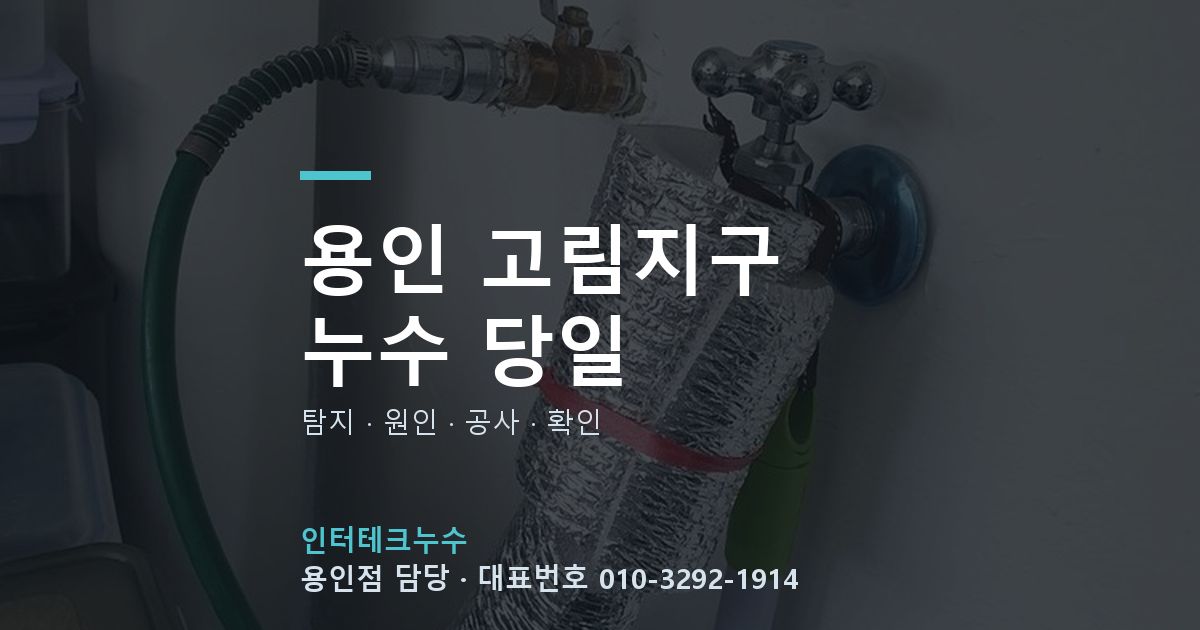 용인 고림지구
누수 당일
탐지 · 원인 · 공사 · 확인
인터테크누수
용인점 담당 · 대표번호 010-3292-1914